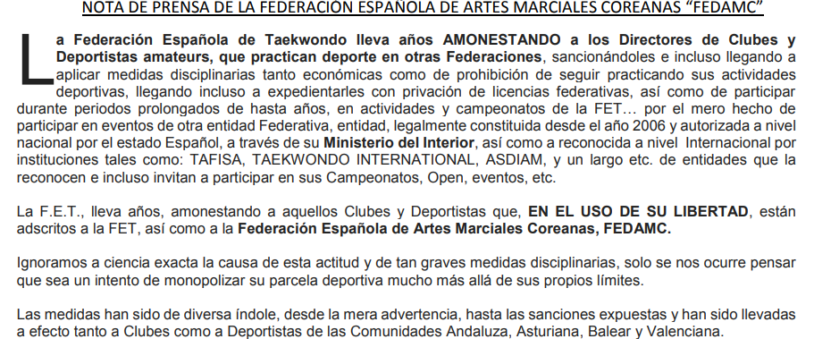 NOTA DE PRENSA DE LA FEDERACIÓN ESPAÑOLA DE ARTES MARCIALES COREANAS “FEDAMC”
La Federación Española de Taekwondo lleva años AMONESTANDO a los Directores de Clubes y
Deportistas amateurs, que practican deporte en otras Federaciones, sancionándoles e incluso llegando a
aplicar medidas disciplinarias tanto económicas como de prohibición de seguir practicando sus actividades
deportivas, llegando incluso a expedientarles con privación de licencias federativas, así como de participar
durante periodos prolongados de hasta años, en actividades y campeonatos de la FET… por el mero hecho de
participar en eventos de otra entidad Federativa, entidad, legalmente constituida desde el año 2006 y autorizada a nivel
nacional por el estado Español, a través de su Ministerio del Interior, así como a reconocida a nivel Internacional por
instituciones tales como: TAFISA, TAEKWONDO INTERNATIONAL, ASDIAM, y un largo etc. de entidades que la
reconocen e incluso invitan a participar en sus Campeonatos, Open, eventos, etc.
La F.E.T., lleva años, amonestando a aquellos Clubes y Deportistas que, EN EL USO DE SU LIBERTAD, están
adscritos a la FET, así como a la Federación Española de Artes Marciales Coreanas, FEDAMC.
Ignoramos a ciencia exacta la causa de esta actitud y de tan graves medidas disciplinarias, solo se nos ocurre pensar
que sea un intento de monopolizar su parcela deportiva mucho más allá de sus propios límites.
Las medidas han sido de diversa índole, desde la mera advertencia, hasta las sanciones expuestas y han sido llevadas
a efecto tanto a Clubes como a Deportistas de las Comunidades Andaluza, Asturiana, Balear y Valenciana.